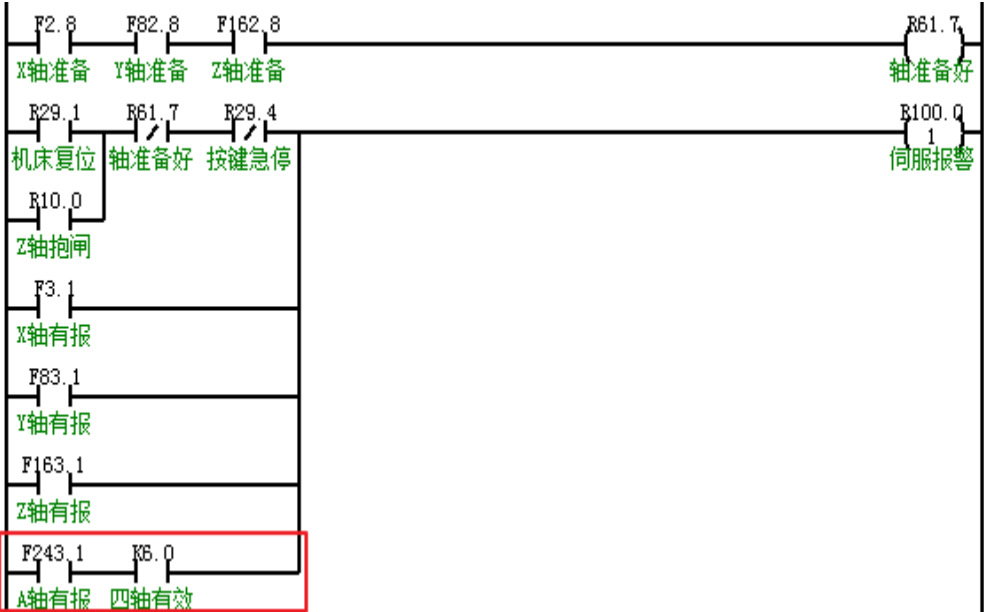 F2.8 F82.8 F162.8 R61.7
X轴准备 Y轴准备 Z轴准备 轴准备好
R29.1 R61.7 R29.4 R100.0
1
机床复位 轴准备好 按键急停 伺服报警
R10.0
Z轴抱闸
F3.1
X轴有报
F83.1
Y轴有报
F163.1
Z轴有报
F243.1 K6.0
A轴有报 四轴有效